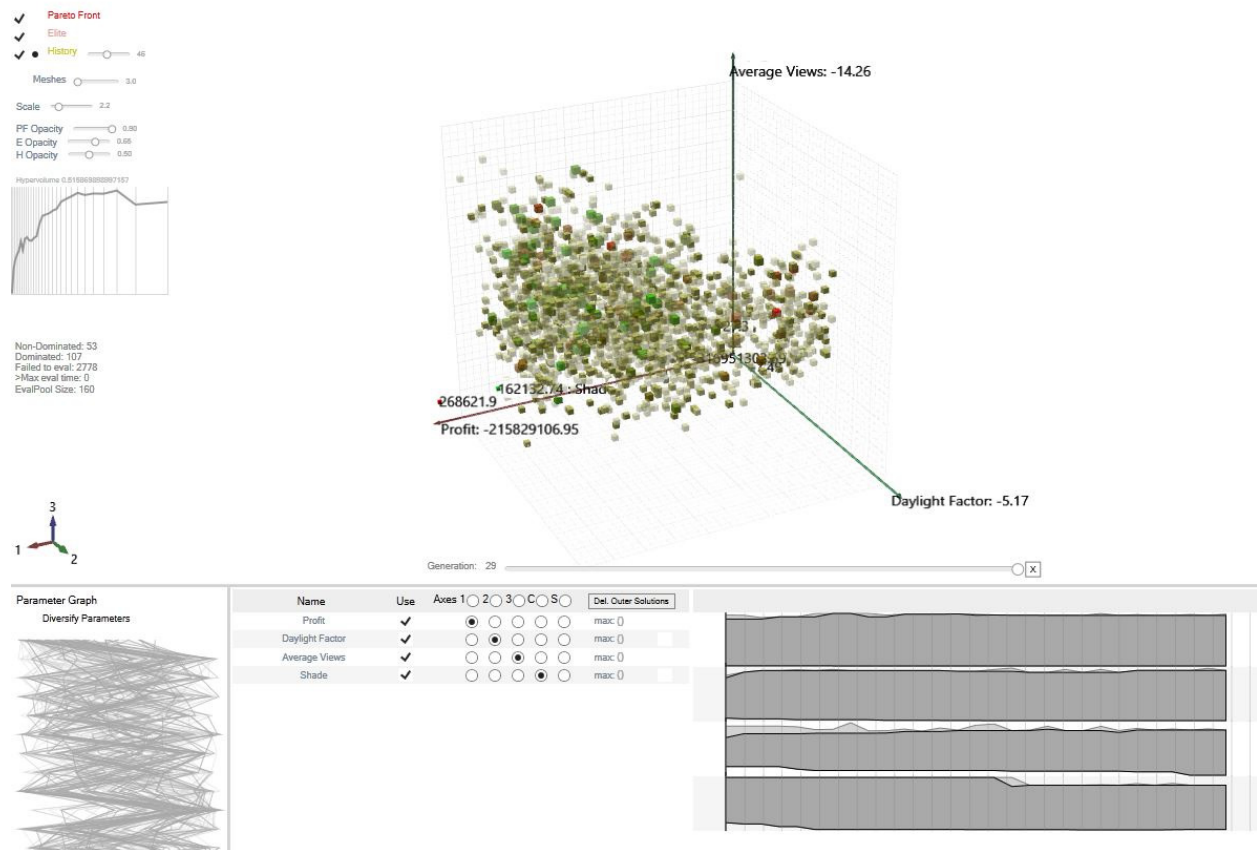 Pareto Front
Elite
History 46
Meshes 3.0
Scale 2.2
PF Opacity 0.90
E Opacity 0.65
H Opacity 0.50
Non-Dominated: 53
Dominated: 107
Failed to eval: 2778
>Max eval time: 0
EvalPool Size: 160
Average Views: -14.26
162132.74 : Shad
268621.9
Profit: -215829106.95
Daylight Factor: -5.17
3
1
2
Generation: 29
X
Parameter Graph
Diversify Parameters
Name Use Axes 1 2 3 C S Del. Outer Solutions
Profit max: ()
Daylight Factor max: ()
Average Views max: ()
Shade max: ()